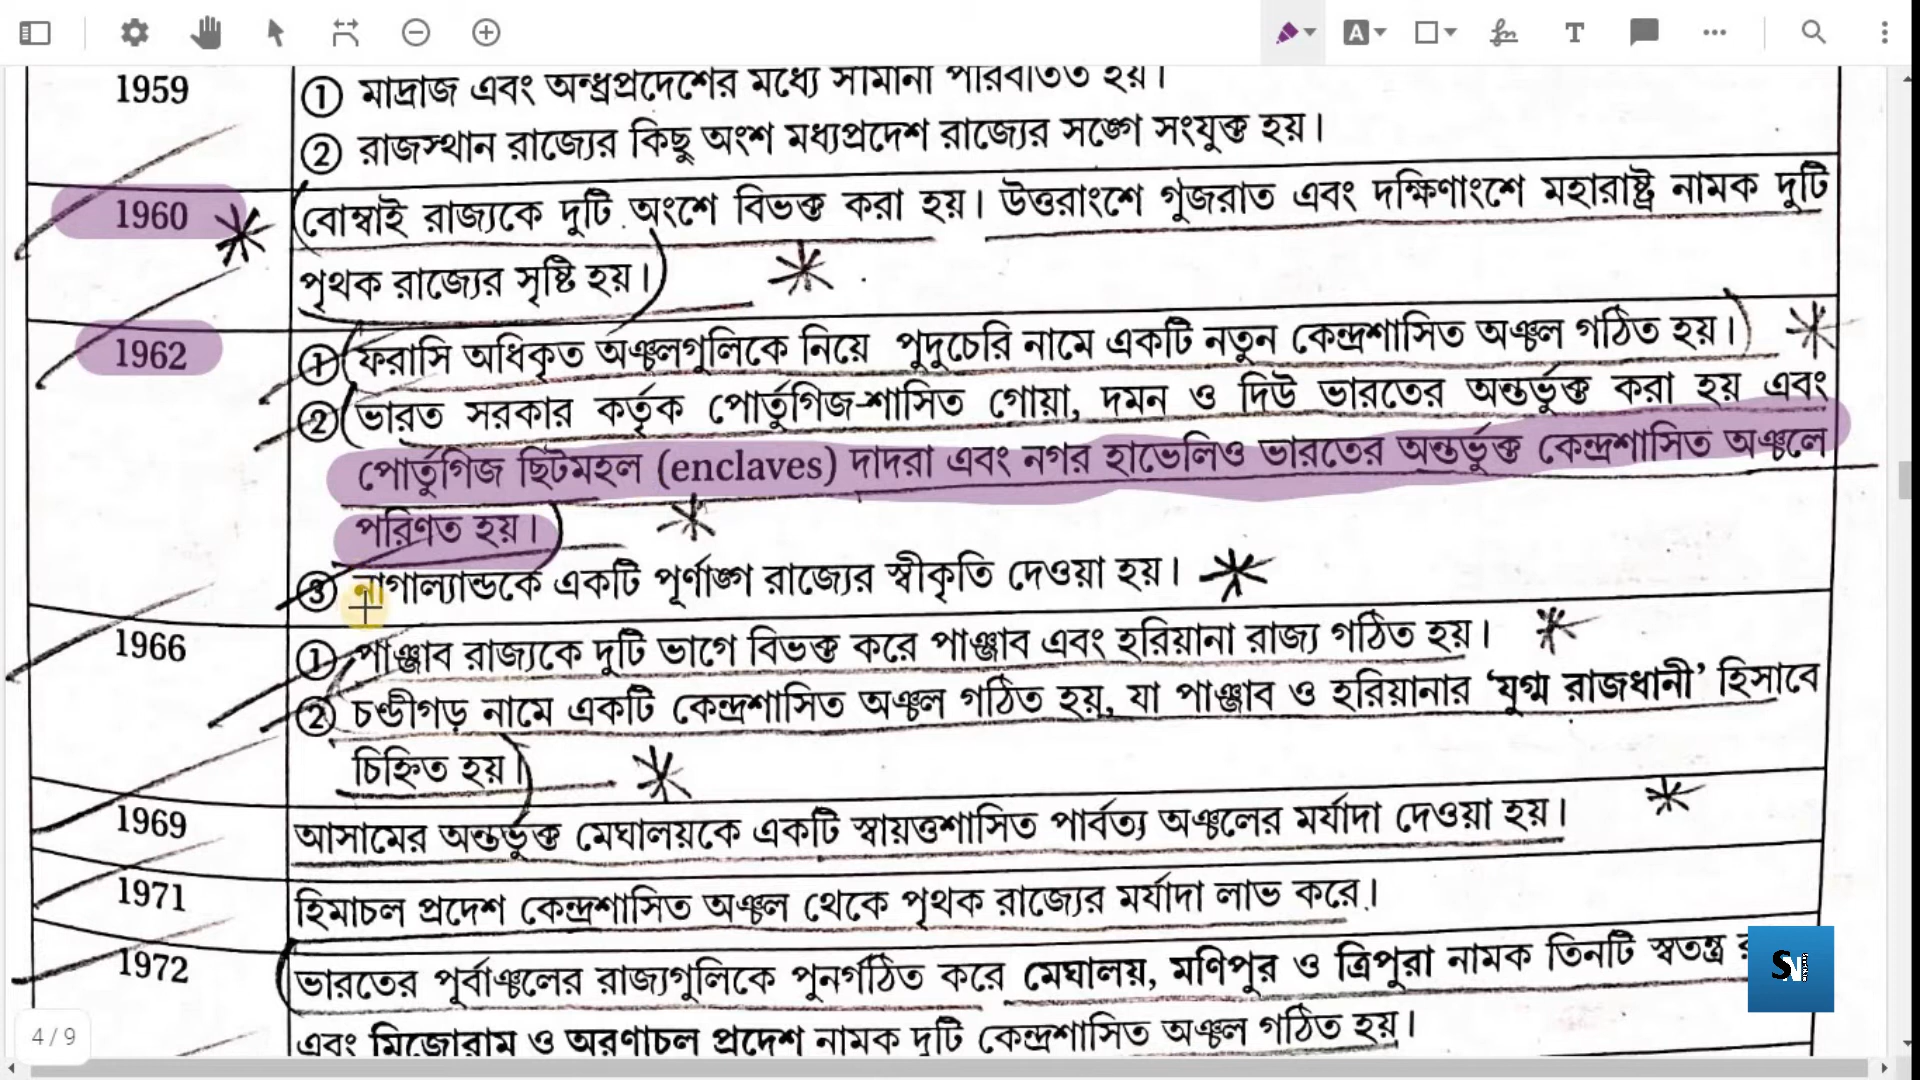 1959
① মাদ্রাজ এবং অন্ধ্রপ্রদেশের মধ্যে সীমানা পরিবর্তিত হয়।
② রাজস্থান রাজ্যের কিছু অংশ মধ্যপ্রদেশ রাজ্যের সঙ্গে সংযুক্ত হয়।
1960
বোম্বাই রাজ্যকে দুটি অংশে বিভক্ত করা হয়। উত্তরাংশে গুজরাত এবং দক্ষিণাংশে মহারাষ্ট্র নামক দুটি
পৃথক রাজ্যের সৃষ্টি হয়।
1962
① ফরাসি অধিকৃত অঞ্চলগুলিকে নিয়ে পুদুচেরি নামে একটি নতুন কেন্দ্রশাসিত অঞ্চল গঠিত হয়।
② ভারত সরকার কর্তৃক পোর্তুগিজ-শাসিত গোয়া, দমন ও দিউ ভারতের অন্তর্ভুক্ত করা হয় এবং
পোর্তুগিজ ছিটমহল (enclaves) দাদরা এবং নগর হাভেলিও ভারতের অন্তর্ভুক্ত কেন্দ্রশাসিত অঞ্চলে
পরিণত হয়।
③ নাগাল্যান্ডকে একটি পূর্ণাঙ্গ রাজ্যের স্বীকৃতি দেওয়া হয়।
1966
① পাঞ্জাব রাজ্যকে দুটি ভাগে বিভক্ত করে পাঞ্জাব এবং হরিয়ানা রাজ্য গঠিত হয়।
② চণ্ডীগড় নামে একটি কেন্দ্রশাসিত অঞ্চল গঠিত হয়, যা পাঞ্জাব ও হরিয়ানার ‘যুগ্ম রাজধানী’ হিসাবে
চিহ্নিত হয়।
1969
আসামের অন্তর্ভুক্ত মেঘালয়কে একটি স্বায়ত্তশাসিত পার্বত্য অঞ্চলের মর্যাদা দেওয়া হয়।
1971
হিমাচল প্রদেশ কেন্দ্রশাসিত অঞ্চল থেকে পৃথক রাজ্যের মর্যাদা লাভ করে।
1972
ভারতের পূর্বাঞ্চলের রাজ্যগুলিকে পুনর্গঠিত করে মেঘালয়, মণিপুর ও ত্রিপুরা নামক তিনটি স্বতন্ত্র
এবং মিজোরাম ও অরুণাচল প্রদেশ নামক দুটি কেন্দ্রশাসিত অঞ্চল গঠিত হয়।
4 / 9